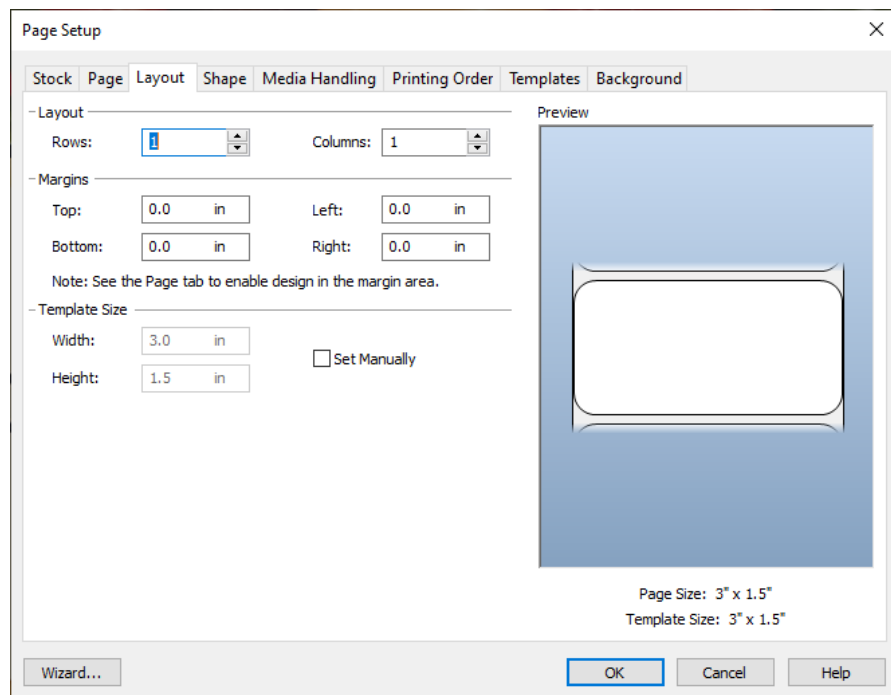 Page Setup
Stock Page Layout Shape Media Handling Printing Order Templates Background
Layout
Rows: 1 Columns: 1
Margins
Top: 0.0 in Left: 0.0 in
Bottom: 0.0 in Right: 0.0 in
Note: See the Page tab to enable design in the margin area.
Template Size
Width: 3.0 in
Set Manually
Height: 1.5 in
Preview
Page Size: 3" x 1.5"
Template Size: 3" x 1.5"
Wizard... OK Cancel Help